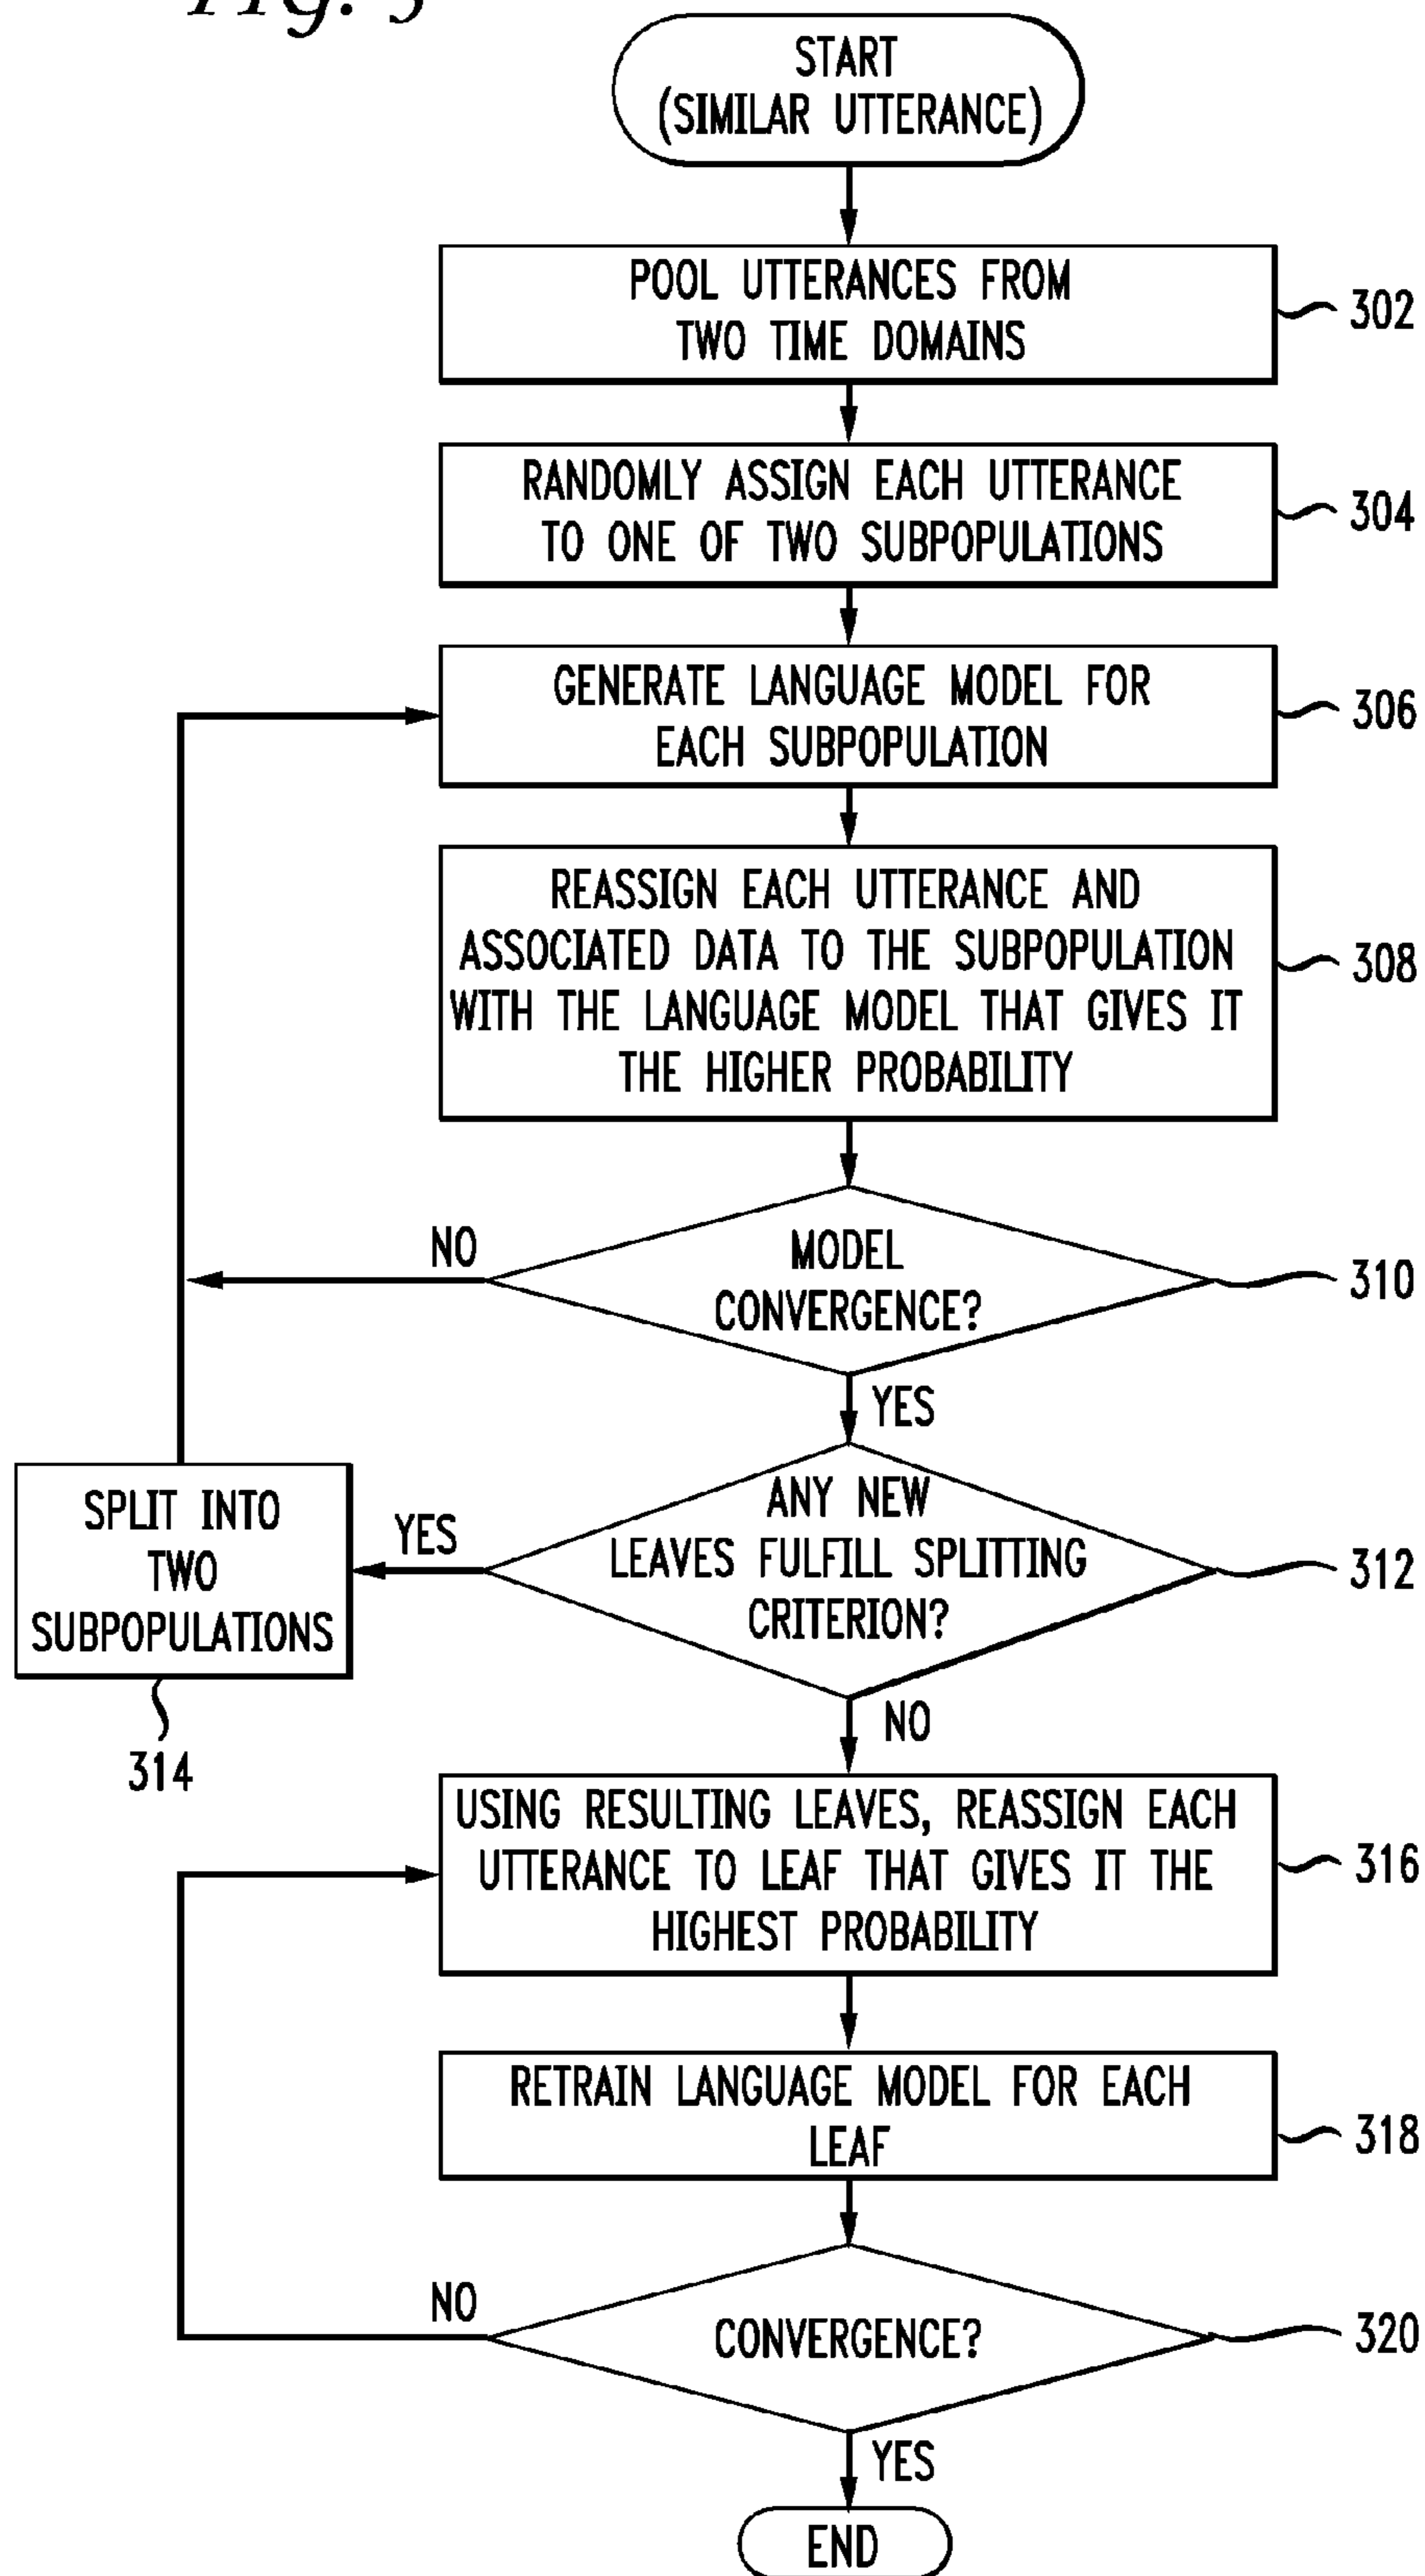 START
(SIMILAR UTTERANCE)
POOL UTTERANCES FROM
TWO TIME DOMAINS
302
RANDOMLY ASSIGN EACH UTTERANCE
TO ONE OF TWO SUBPOPULATIONS
304
GENERATE LANGUAGE MODEL FOR
EACH SUBPOPULATION
306
REASSIGN EACH UTTERANCE AND
ASSOCIATED DATA TO THE SUBPOPULATION
WITH THE LANGUAGE MODEL THAT GIVES IT
THE HIGHER PROBABILITY
308
NO
MODEL
CONVERGENCE?
310
YES
SPLIT INTO
TWO
SUBPOPULATIONS
314
YES
ANY NEW
LEAVES FULFILL SPLITTING
CRITERION?
312
NO
USING RESULTING LEAVES, REASSIGN EACH
UTTERANCE TO LEAF THAT GIVES IT THE
HIGHEST PROBABILITY
316
RETRAIN LANGUAGE MODEL FOR EACH
LEAF
318
NO
CONVERGENCE?
320
YES
END